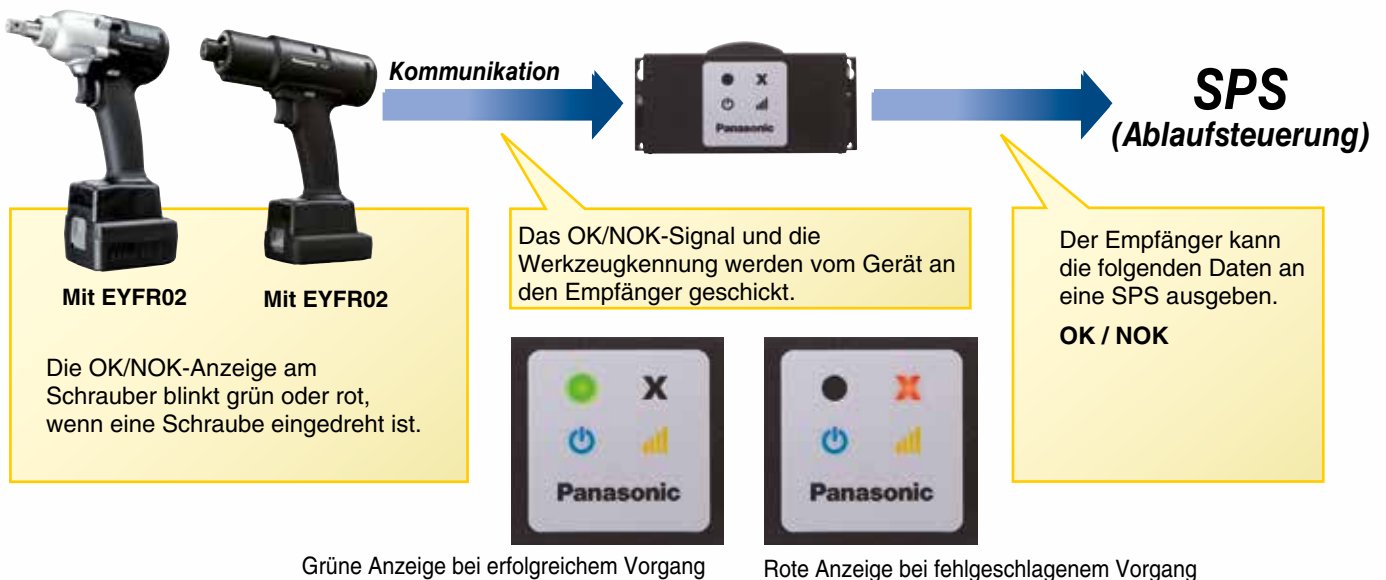 Kommunikation
Panasonic
SPS
(Ablaufsteuerung)
Mit EYFR02
Mit EYFR02
Die OK/NOK-Anzeige am
Schrauber blinkt grün oder rot,
wenn eine Schraube eingedreht ist.
Das OK/NOK-Signal und die
Werkzeugkennung werden vom Gerät an
den Empfänger geschickt.
Der Empfänger kann
die folgenden Daten an
eine SPS ausgeben.
OK / NOK
X
Panasonic
Grüne Anzeige bei erfolgreichem Vorgang
X
Panasonic
Rote Anzeige bei fehlgeschlagenem Vorgang